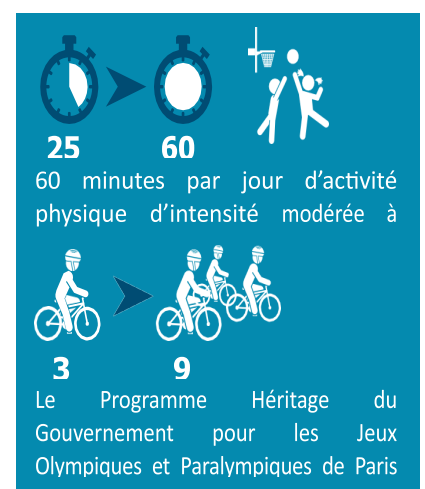 25 60
60 minutes par jour d’activité
physique d’intensité modérée à
3 9
Le Programme Héritage du
Gouvernement pour les Jeux
Olympiques et Paralympiques de Paris